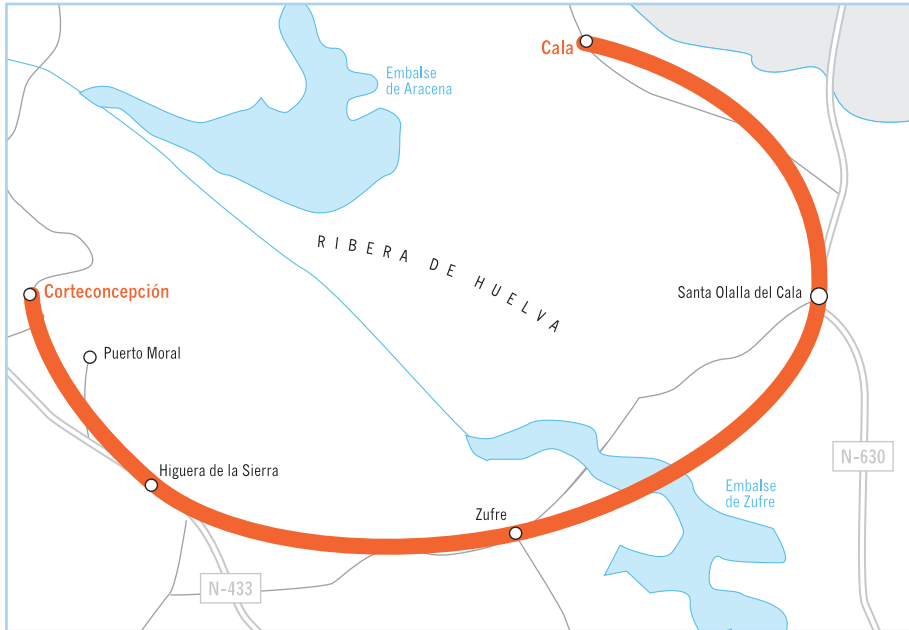 Cala
Embalse
de Aracena
RIBERA DE HUELVA
Corteconcepción
Santa Olalla del Cala
Puerto Moral
Higuera de la Sierra
N-630
Embalse
de Zufre
Zufre
N-433